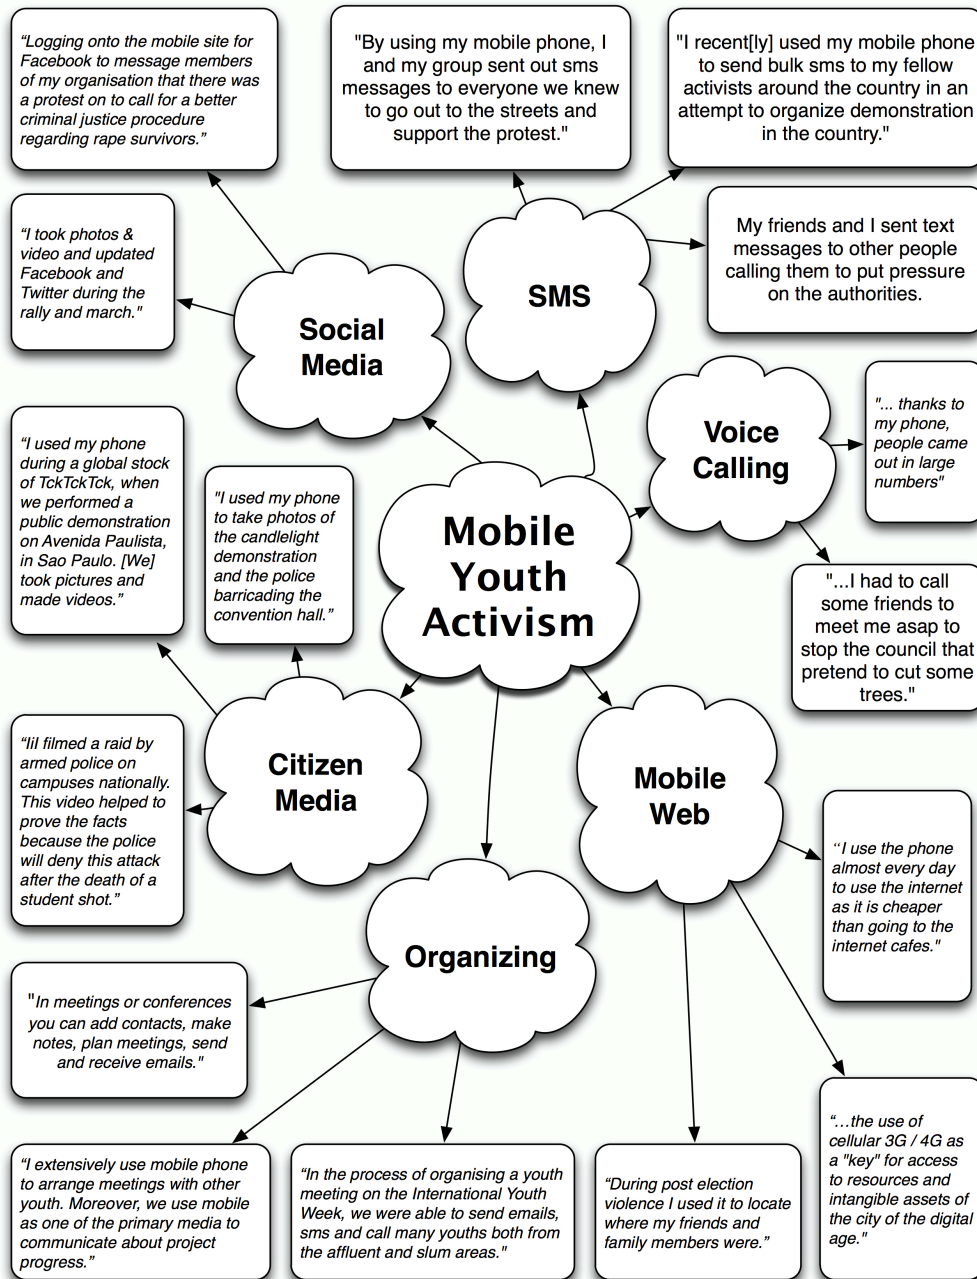 “Logging onto the mobile site for
Facebook to message members
of my organisation that there was
a protest on to call for a better
criminal justice procedure
regarding rape survivors.”
"By using my mobile phone, I
and my group sent out sms
messages to everyone we knew
to go out to the streets and
support the protest."
"I recent[ly] used my mobile phone
to send bulk sms to my fellow
activists around the country in an
attempt to organize demonstration
in the country."
"I took photos &
video and updated
Facebook and
Twitter during the
rally and march."
Social
Media
SMS
My friends and I sent text
messages to other people
calling them to put pressure
on the authorities.
Voice
Calling
"... thanks to
my phone,
people came
out in large
numbers"
"...I had to call
some friends to
meet me asap to
stop the council that
pretend to cut some
trees."
Mobile
Youth
Activism
"I used my phone
during a global stock
of TckTckTck, when
we performed a
public demonstration
on Avenida Paulista,
in Sao Paulo. [We]
took pictures and
made videos.”
"I used my phone
to take photos of
the candlelight
demonstration
and the police
barricading the
convention hall.”
Citizen
Media
“Iil filmed a raid by
armed police on
campuses nationally.
This video helped to
prove the facts
because the police
will deny this attack
after the death of a
student shot.”
Mobile
Web
“I use the phone
almost every day
to use the internet
as it is cheaper
than going to the
internet cafes."
Organizing
"In meetings or conferences
you can add contacts, make
notes, plan meetings, send
and receive emails."
“I extensively use mobile phone
to arrange meetings with other
youth. Moreover, we use mobile
as one of the primary media to
communicate about project
progress.”
“In the process of organising a youth
meeting on the International Youth
Week, we were able to send emails,
sms and call many youths both from
the affluent and slum areas."
“During post election
violence I used it to locate
where my friends and
family members were.”
“…the use of
cellular 3G / 4G as
a "key" for access
to resources and
intangible assets of
the city of the digital
age."